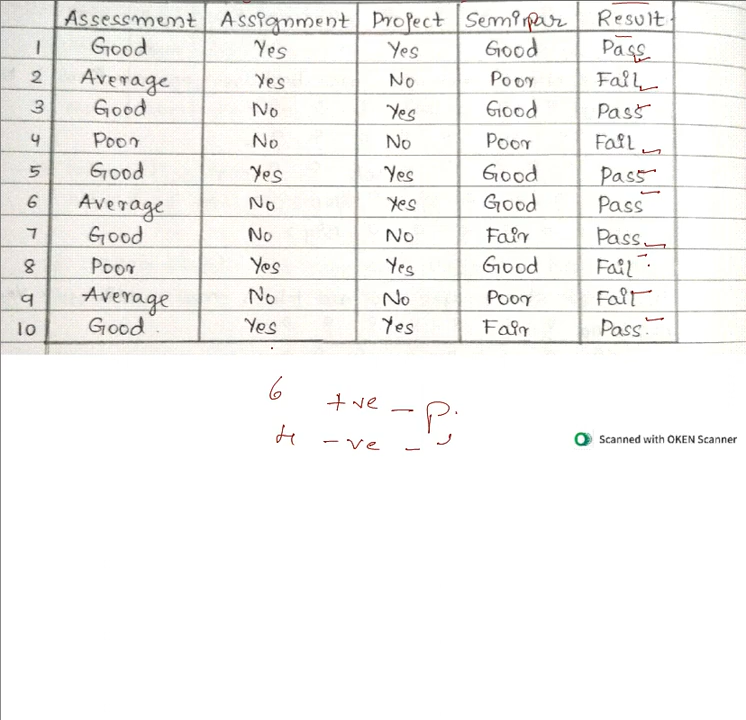 Assessment Assignment Project Seminar Result
1 Good Yes Yes Good Pass
2 Average Yes No Poor Fail
3 Good No Yes Good Pass
4 Poor No No Poor Fail
5 Good Yes Yes Good Pass
6 Average No Yes Good Pass
7 Good No No Fair Pass
8 Poor Yes Yes Good Fail
9 Average No No Poor Fail
10 Good Yes Yes Fair Pass
6 +ve - P.
4 -ve -
Scanned with OKEN Scanner